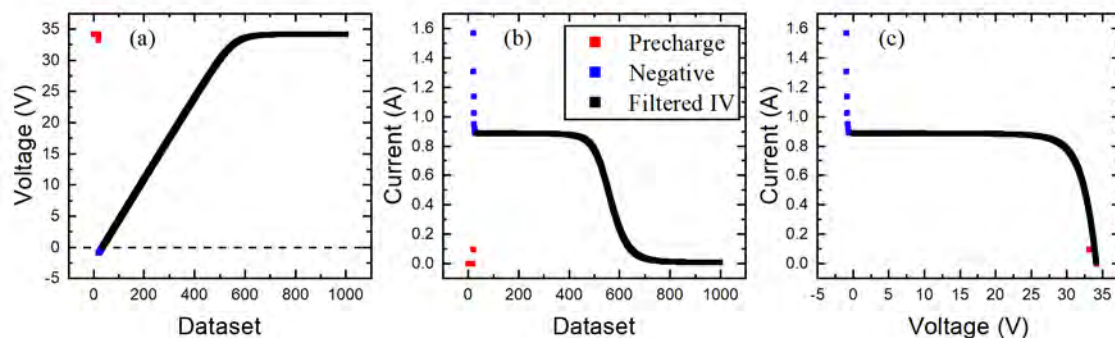 35
30
25
20
15
10
5
0
-5
Voltage (V)
(a)
0 200 400 600 800 1000
Dataset
1.8
1.6
1.4
1.2
1.0
0.8
0.6
0.4
0.2
0.0
Current (A)
(b)
Precharge
Negative
Filtered IV
0 200 400 600 800 1000
Dataset
1.8
1.6
1.4
1.2
1.0
0.8
0.6
0.4
0.2
0.0
Current (A)
(c)
-5 0 5 10 15 20 25 30 35
Voltage (V)